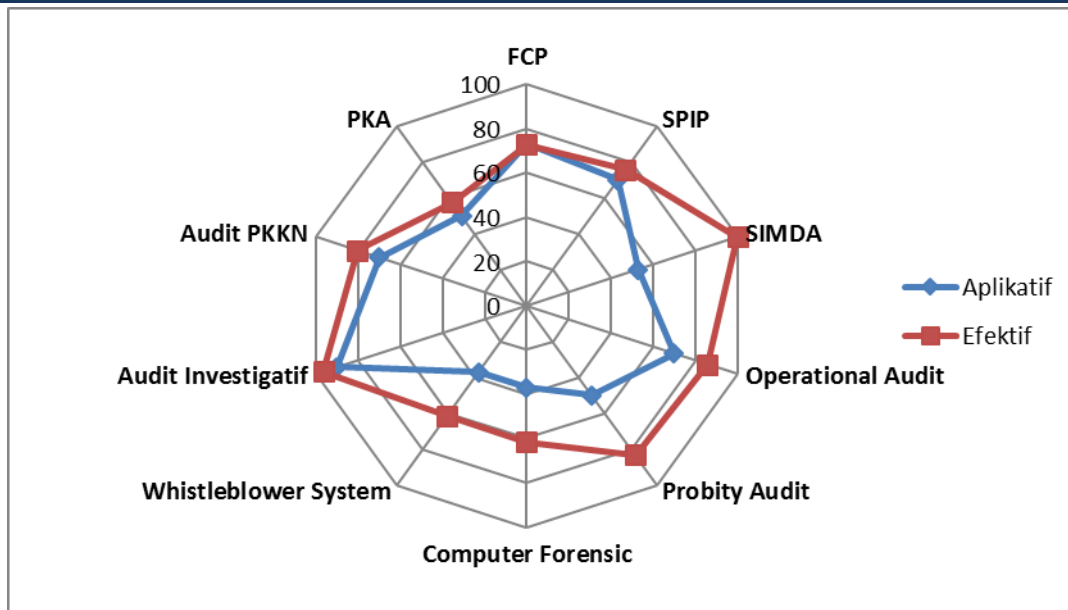 FCP
100
PKA
SPIP
80
60
40
Audit PKKN
SIMDA
20
Aplikatif
0
Efektif
Audit Investigatif
Operational Audit
Whistleblower System
Probity Audit
Computer Forensic